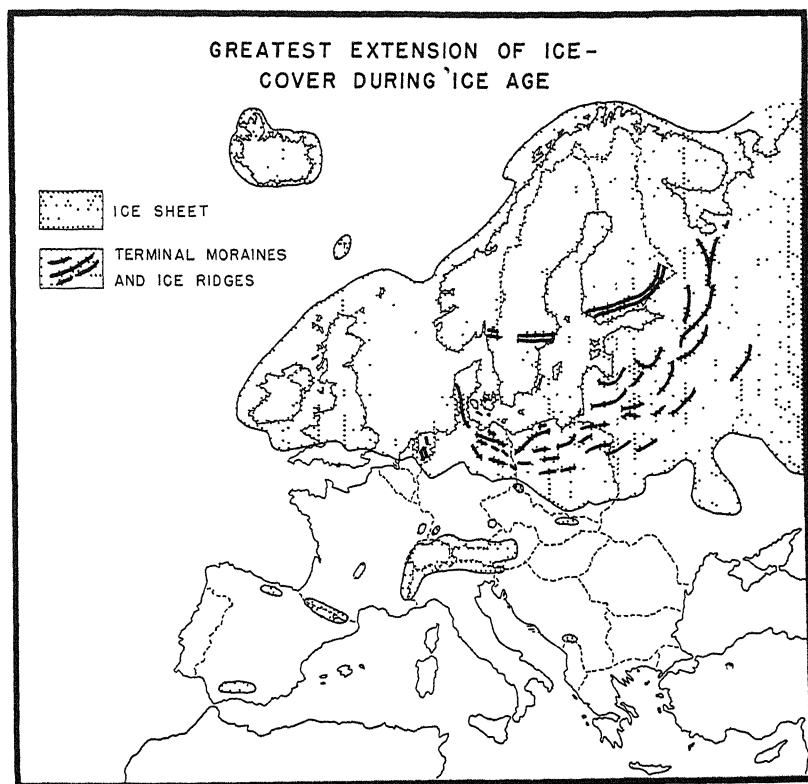 GREATEST EXTENSION OF ICE-
COVER DURING ICE AGE
ICE SHEET
TERMINAL MORAINES
AND ICE RIDGES